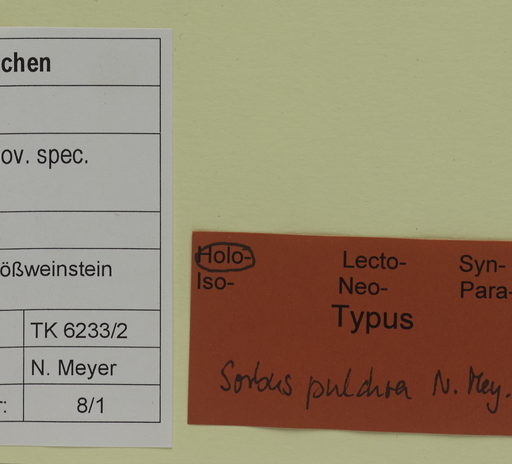 chen
ov. spec.
ößweinstein
TK 6233/2
N. Meyer
r: 8/1
Holo- Lecto- Syn-
Iso- Neo- Para-
Typus
Sorbus pulchra N. Mey.